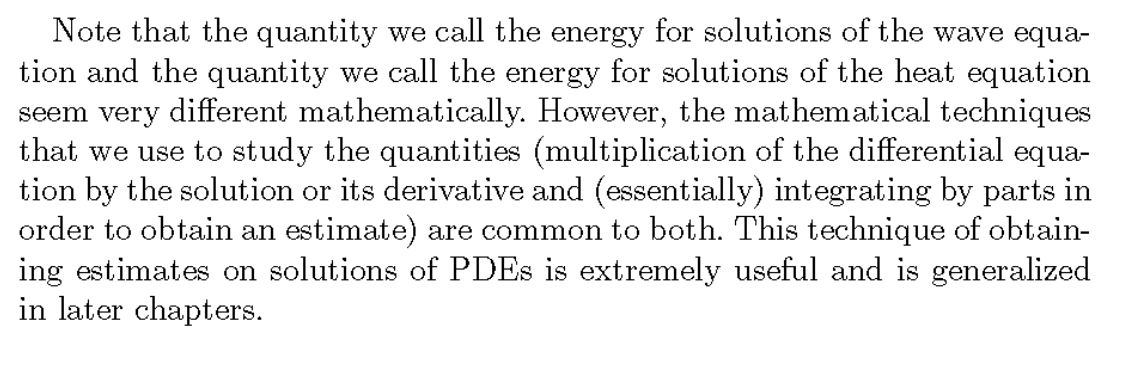 Note that the quantity we call the energy for solutions of the wave equa-
tion and the quantity we call the energy for solutions of the heat equation
seem very different mathematically. However, the mathematical techniques
that we use to study the quantities (multiplication of the differential equa-
tion by the solution or its derivative and (essentially) integrating by parts in
order to obtain an estimate) are common to both. This technique of obtain-
ing estimates on solutions of PDEs is extremely useful and is generalized
in later chapters.